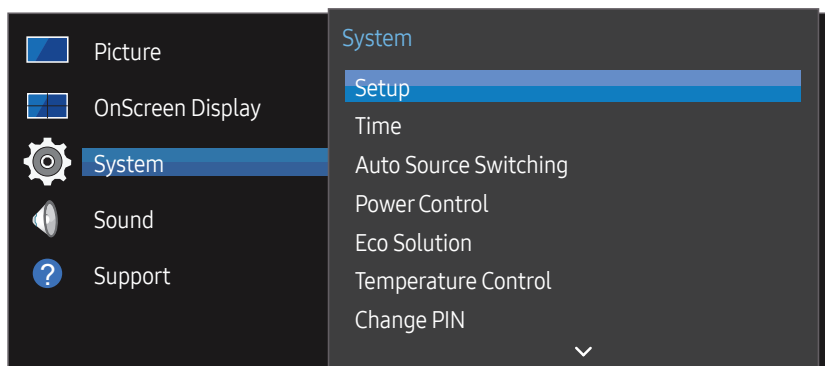 Picture
OnScreen Display
System
Sound
Support
System
Setup
Time
Auto Source Switching
Power Control
Eco Solution
Temperature Control
Change PIN